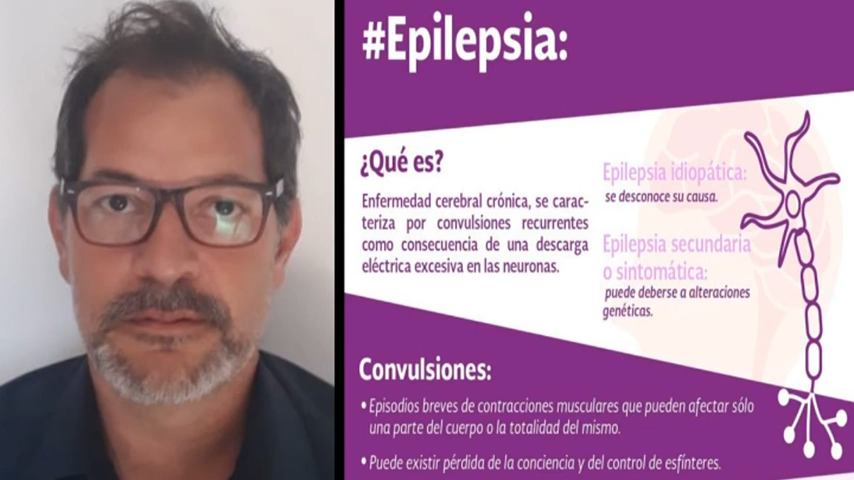 #Epilepsia:
¿Qué es?
Enfermedad cerebral crónica, se carac-
teriza por convulsiones recurrentes
como consecuencia de una descarga
eléctrica excesiva en las neuronas.
Epilepsia idiopática:
se desconoce su causa.
Epilepsia secundaria
o sintomática:
puede deberse a alteraciones
genéticas.
Convulsiones:
• Episodios breves de contracciones musculares que pueden afectar sólo
una parte del cuerpo o la totalidad del mismo.
• Puede existir pérdida de la conciencia y del control de esfínteres.